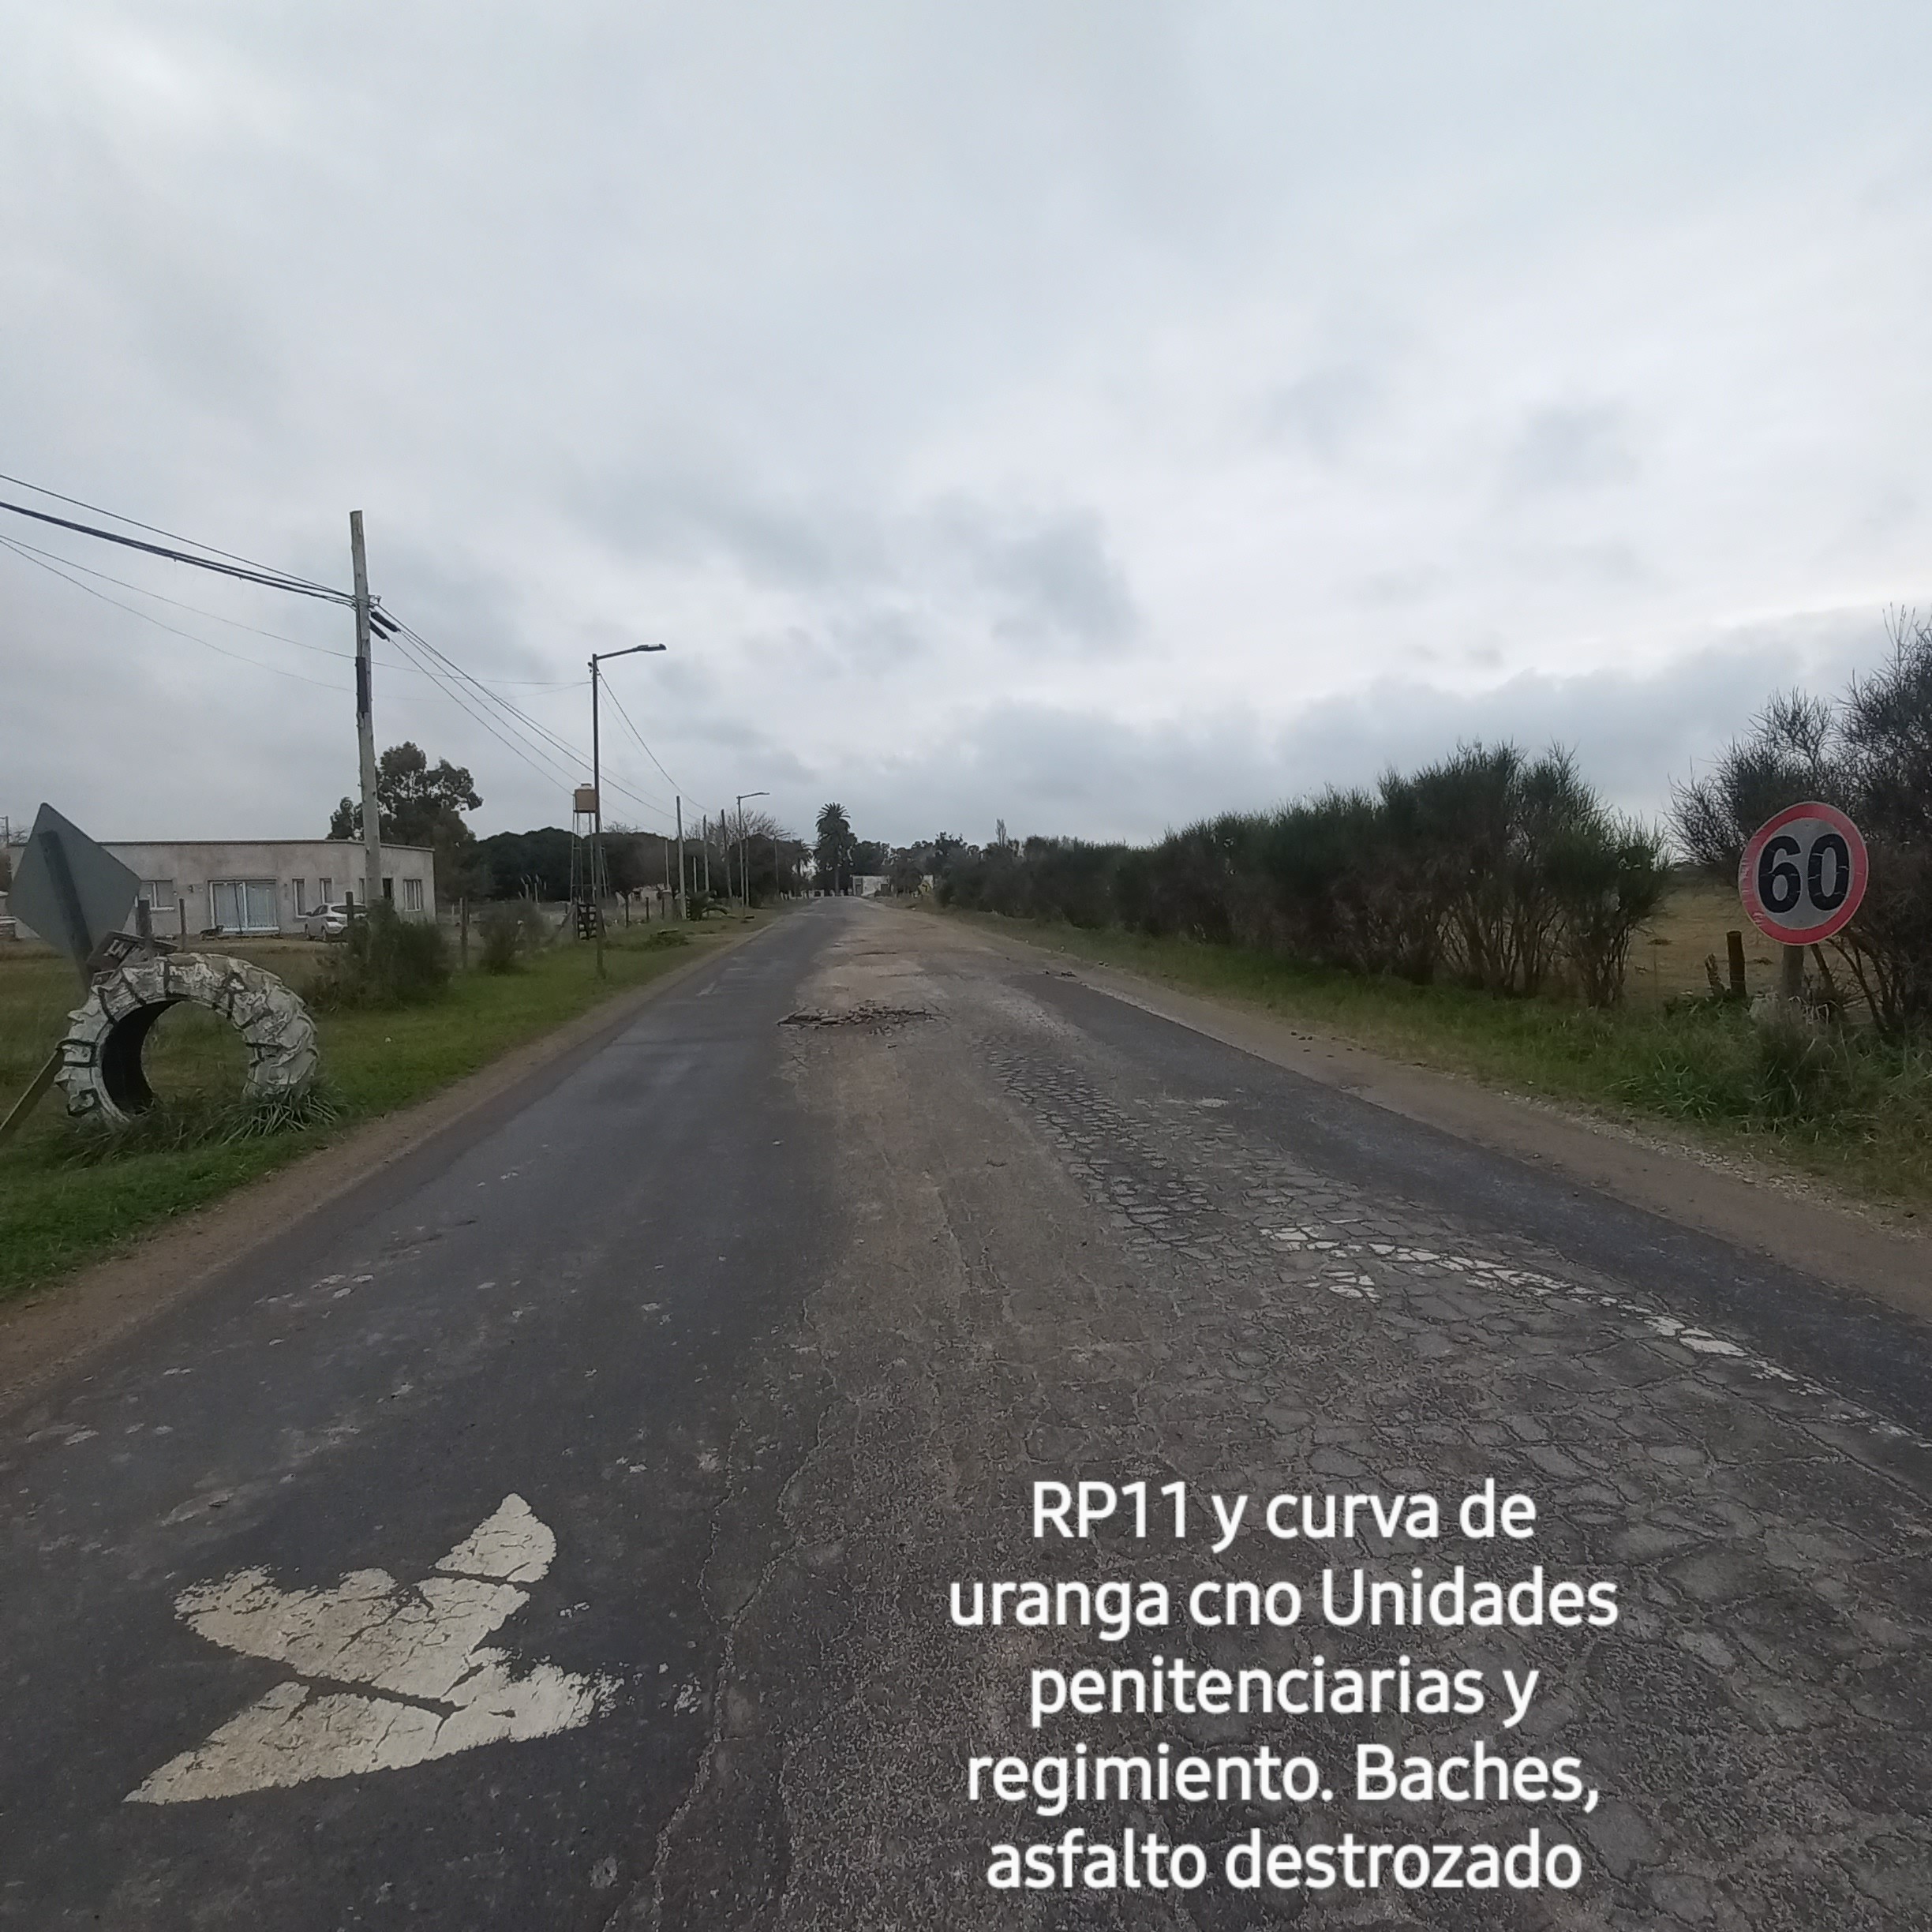 60
RP11 y curva de
uranga cno Unidades
penitenciarias y
regimiento. Baches,
asfalto destrozado